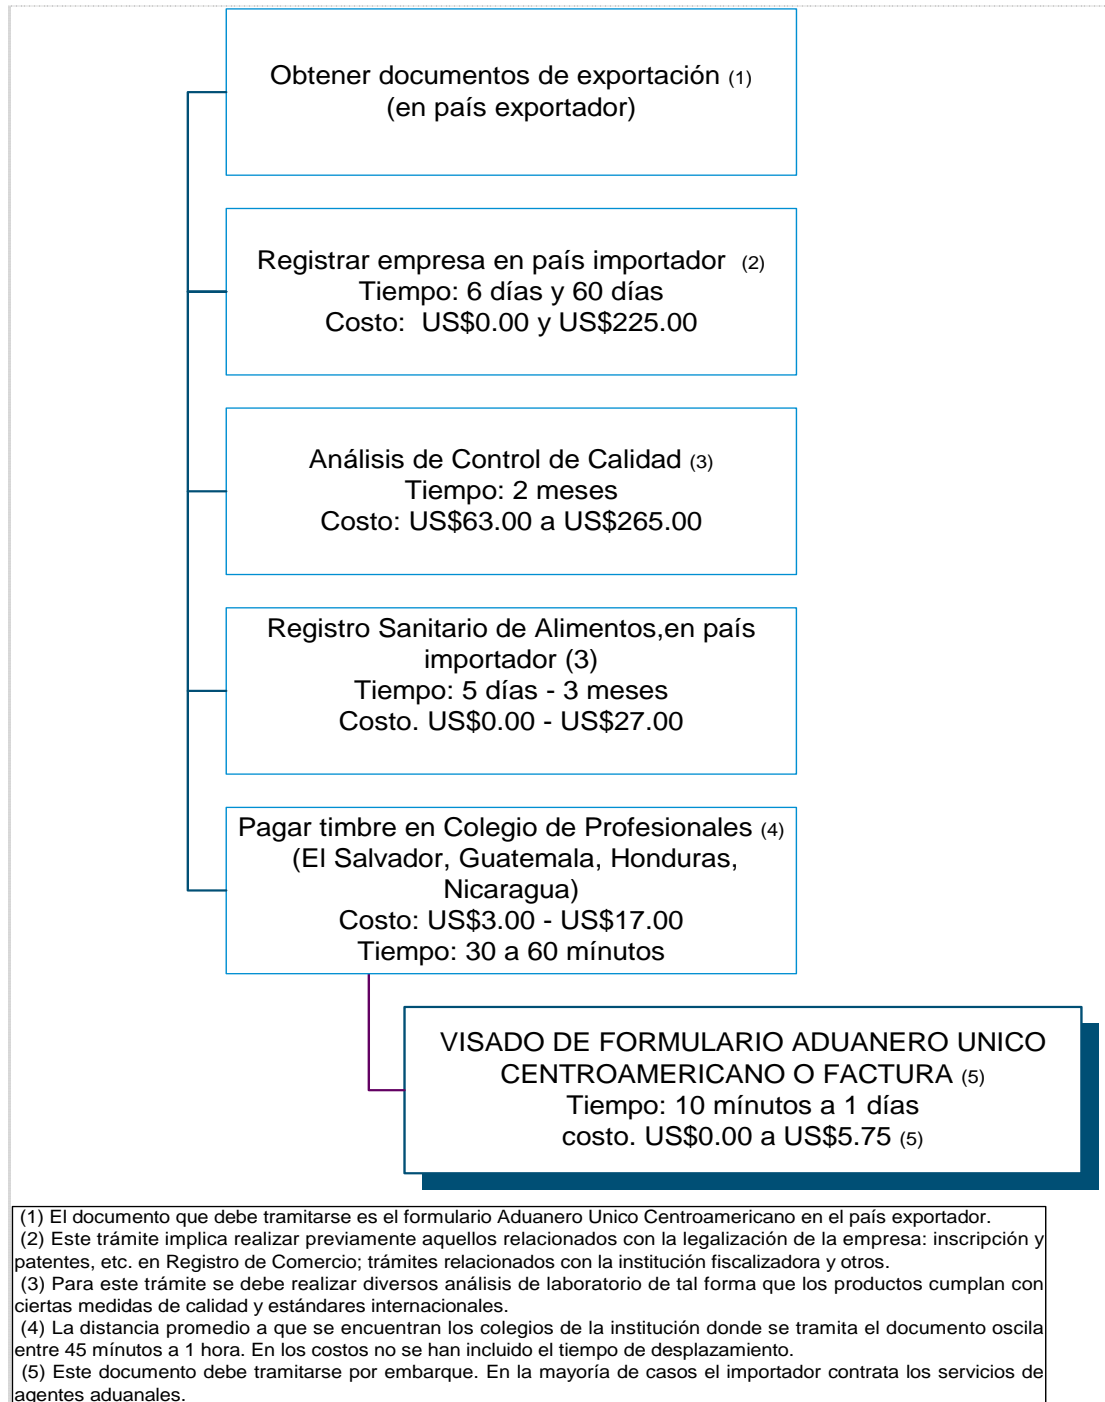 Obtener documentos de exportación (1)
(en país exportador)
Registrar empresa en país importador (2)
Tiempo: 6 días y 60 días
Costo: US$0.00 y US$225.00
Análisis de Control de Calidad (3)
Tiempo: 2 meses
Costo: US$63.00 a US$265.00
Registro Sanitario de Alimentos,en país
importador (3)
Tiempo: 5 días - 3 meses
Costo. US$0.00 - US$27.00
Pagar timbre en Colegio de Profesionales (4)
(El Salvador, Guatemala, Honduras,
Nicaragua)
Costo: US$3.00 - US$17.00
Tiempo: 30 a 60 mínutos
VISADO DE FORMULARIO ADUANERO UNICO
CENTROAMERICANO O FACTURA (5)
Tiempo: 10 mínutos a 1 días
costo. US$0.00 a US$5.75 (5)
(1) El documento que debe tramitarse es el formulario Aduanero Unico Centroamericano en el país exportador.
(2) Este trámite implica realizar previamente aquellos relacionados con la legalización de la empresa: inscripción y
patentes, etc. en Registro de Comercio; trámites relacionados con la institución fiscalizadora y otros.
(3) Para este trámite se debe realizar diversos análisis de laboratorio de tal forma que los productos cumplan con
ciertas medidas de calidad y estándares internacionales.
(4) La distancia promedio a que se encuentran los colegios de la institución donde se tramita el documento oscila
entre 45 mínutos a 1 hora. En los costos no se han incluido el tiempo de desplazamiento.
(5) Este documento debe tramitarse por embarque. En la mayoría de casos el importador contrata los servicios de
agentes aduanales.